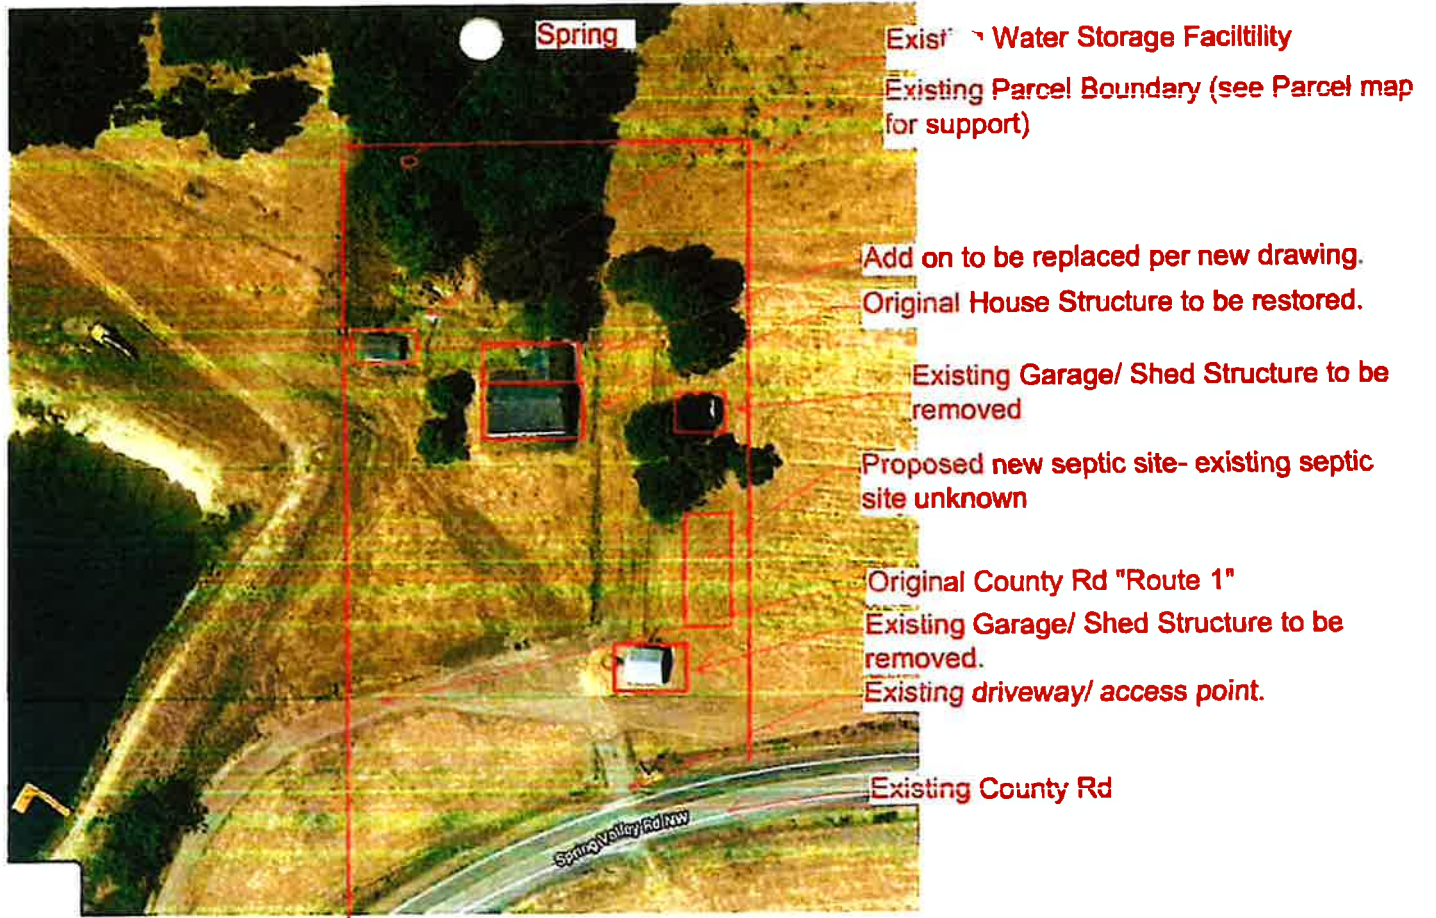 Spring
Water Storage Faciltility
Existing Parcel Boundary (see Parcel map
for support)
Add on to be replaced per new drawing.
Original House Structure to be restored.
Existing Garage/ Shed Structure to be
removed
Proposed new septic site- existing septic
site unknown
Original County Rd "Route 1"
Existing Garage/ Shed Structure to be
removed.
Existing driveway/ access point.
Existing County Rd
Spring Valley Rd NW